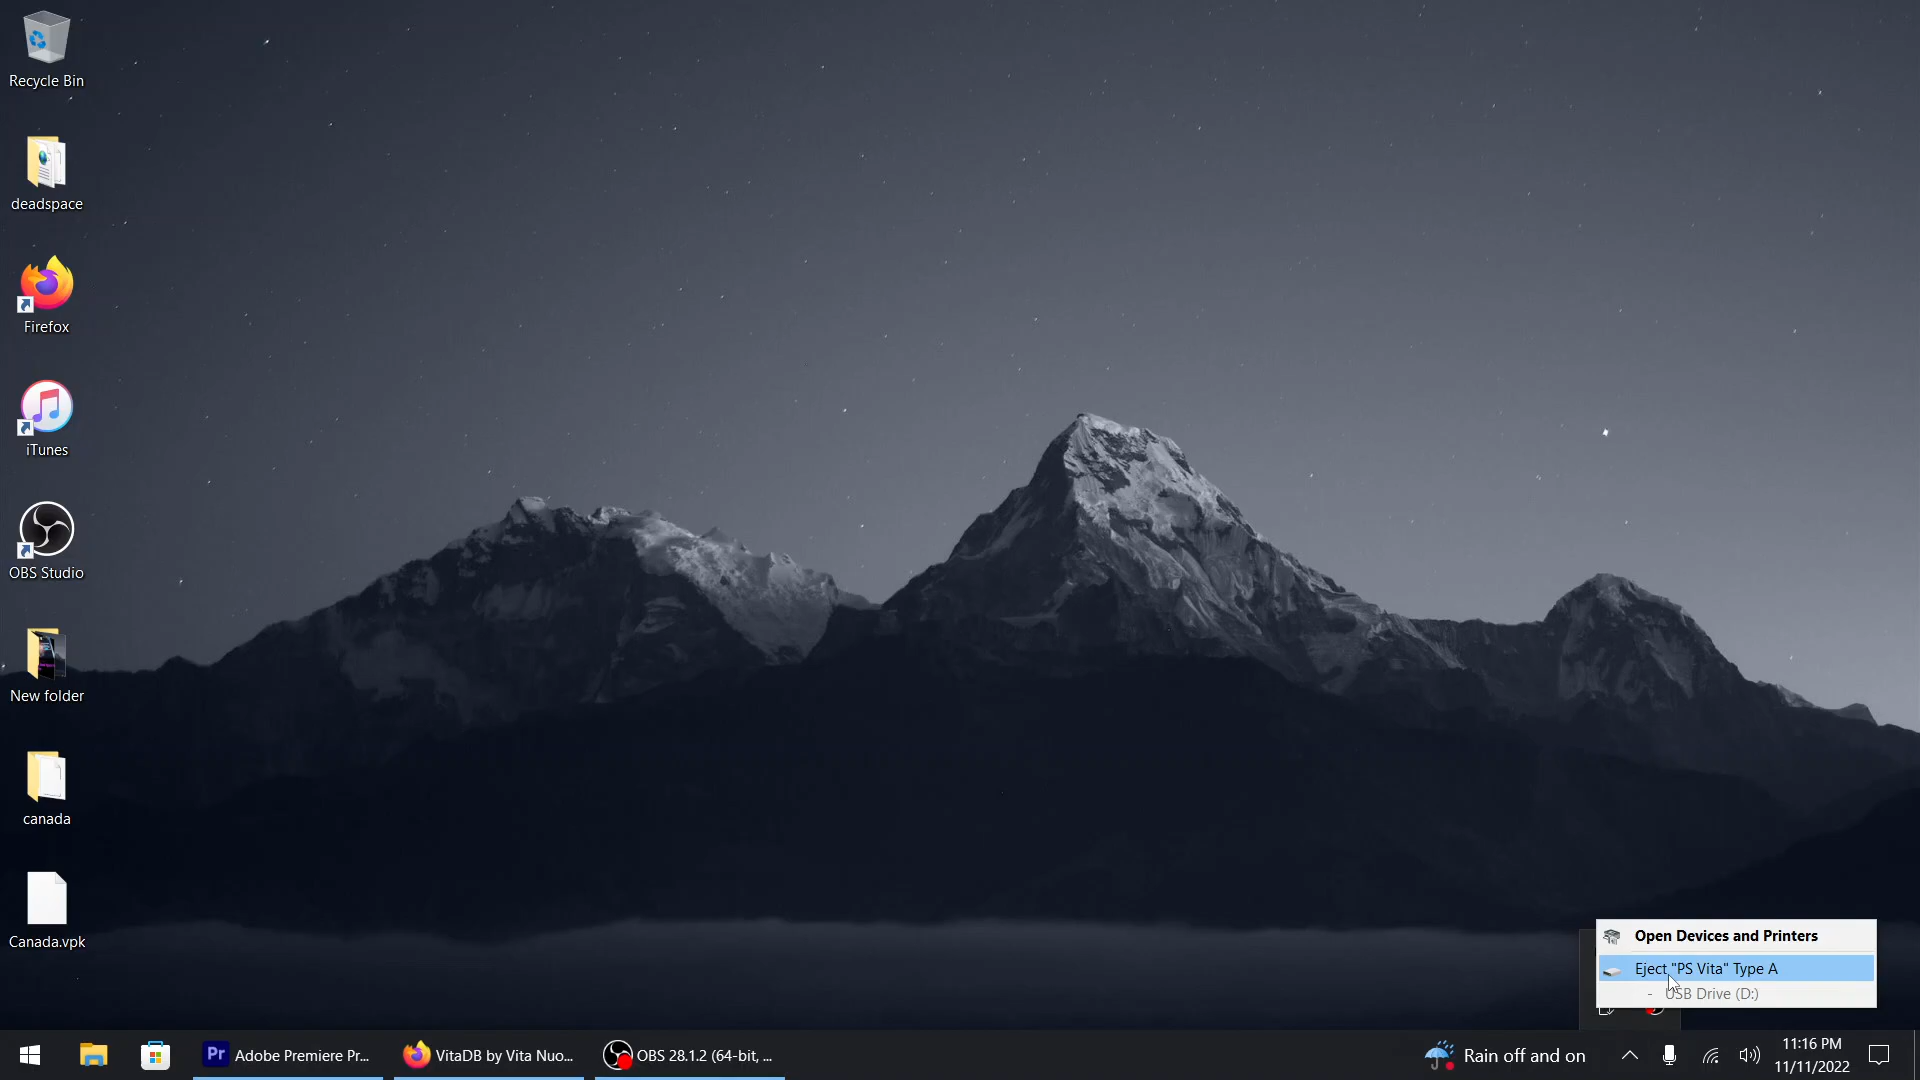 Recycle Bin
deadspace
Firefox
iTunes
OBS Studio
New folder
canada
Canada.vpk
Open Devices and Printers
Eject "PS Vita" Type A
- USB Drive (D:)
Pr
Adobe Premiere Pr...
VitaDB by Vita Nuo...
OBS 28.1.2 (64-bit, ...
Rain off and on
11:16 PM
11/11/2022